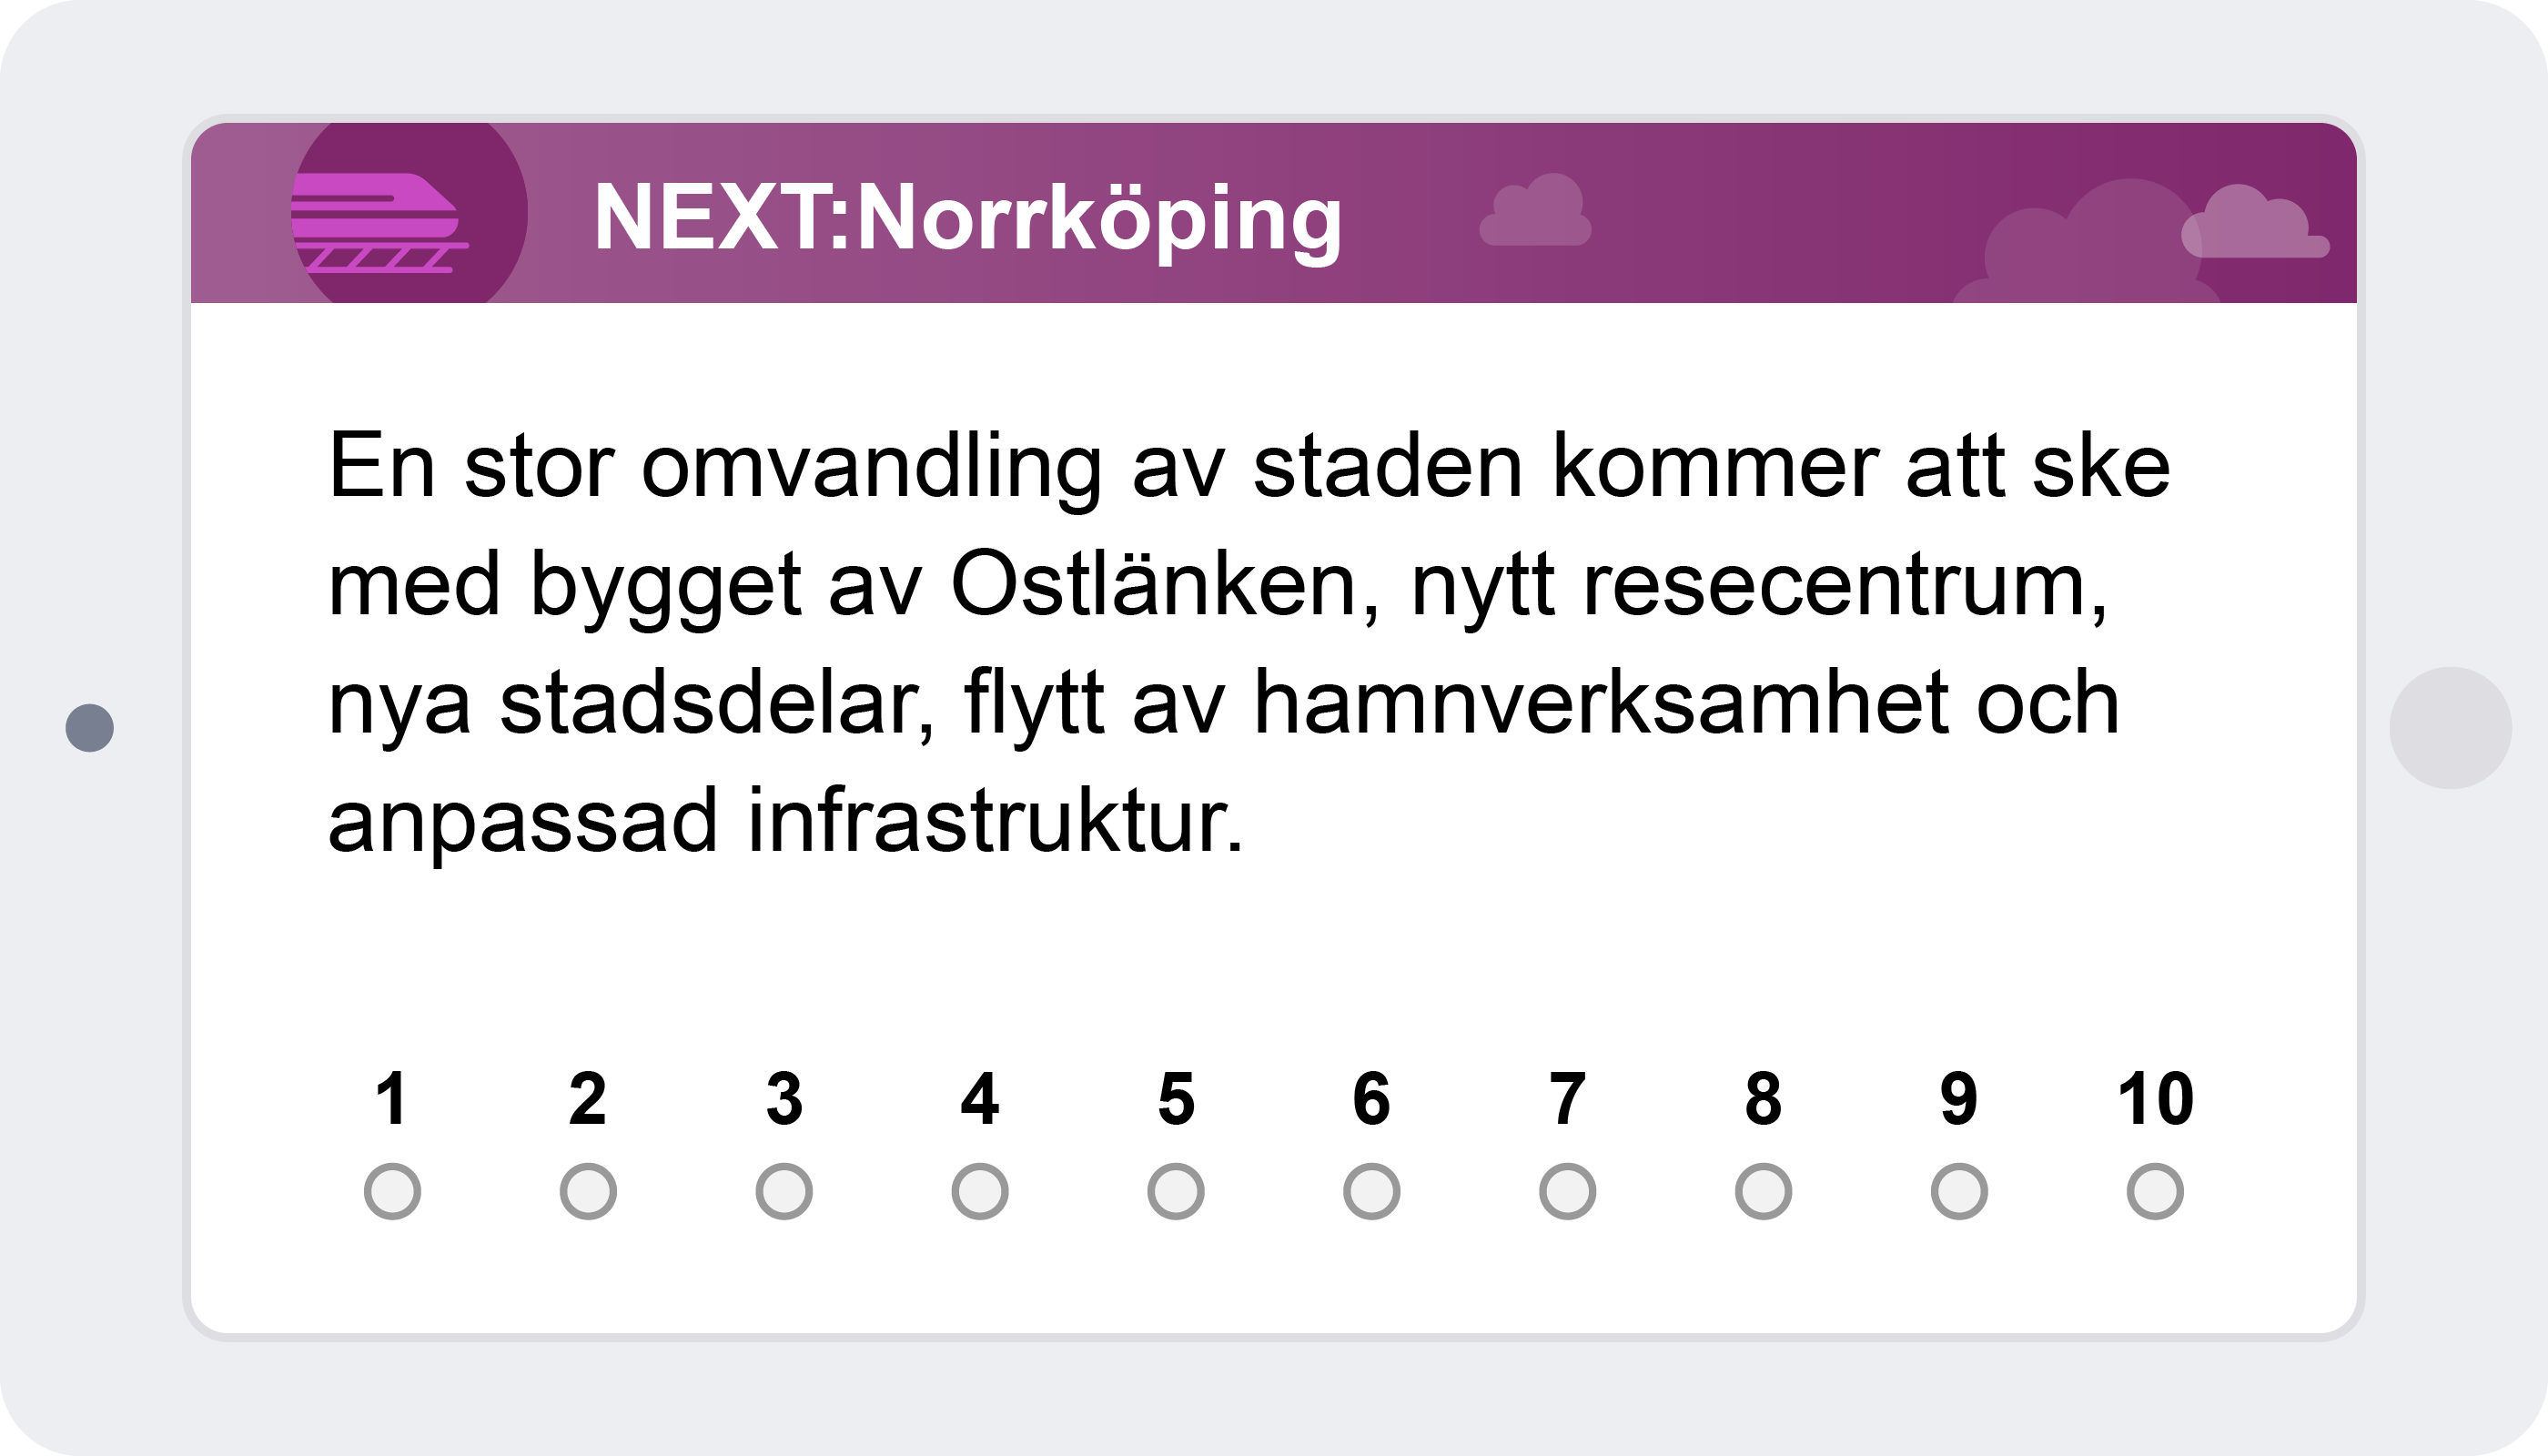 NEXT:Norrköping
En stor omvandling av staden kommer att ske
med bygget av Ostlänken, nytt resecentrum,
nya stadsdelar, flytt av hamnverksamhet och
anpassad infrastruktur.
1 2 3 4 5 6 7 8 9 10